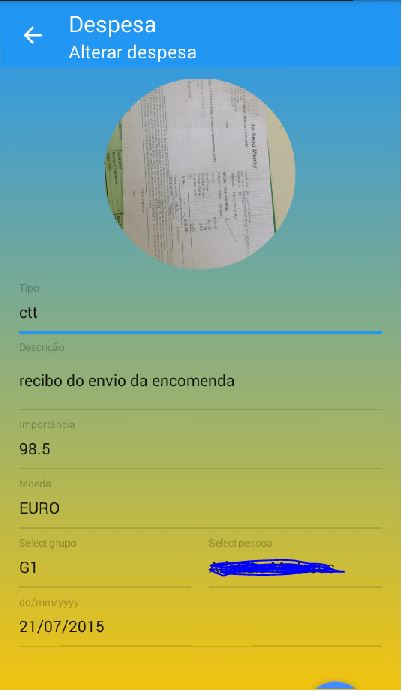 Despesa
Alterar despesa
Tipo
ctt
Descrição
recibo do envio da encomenda
Importância
98.5
Moeda
EURO
Select grupo
Select pessoa
G1
dd/mm/yyyy
21/07/2015